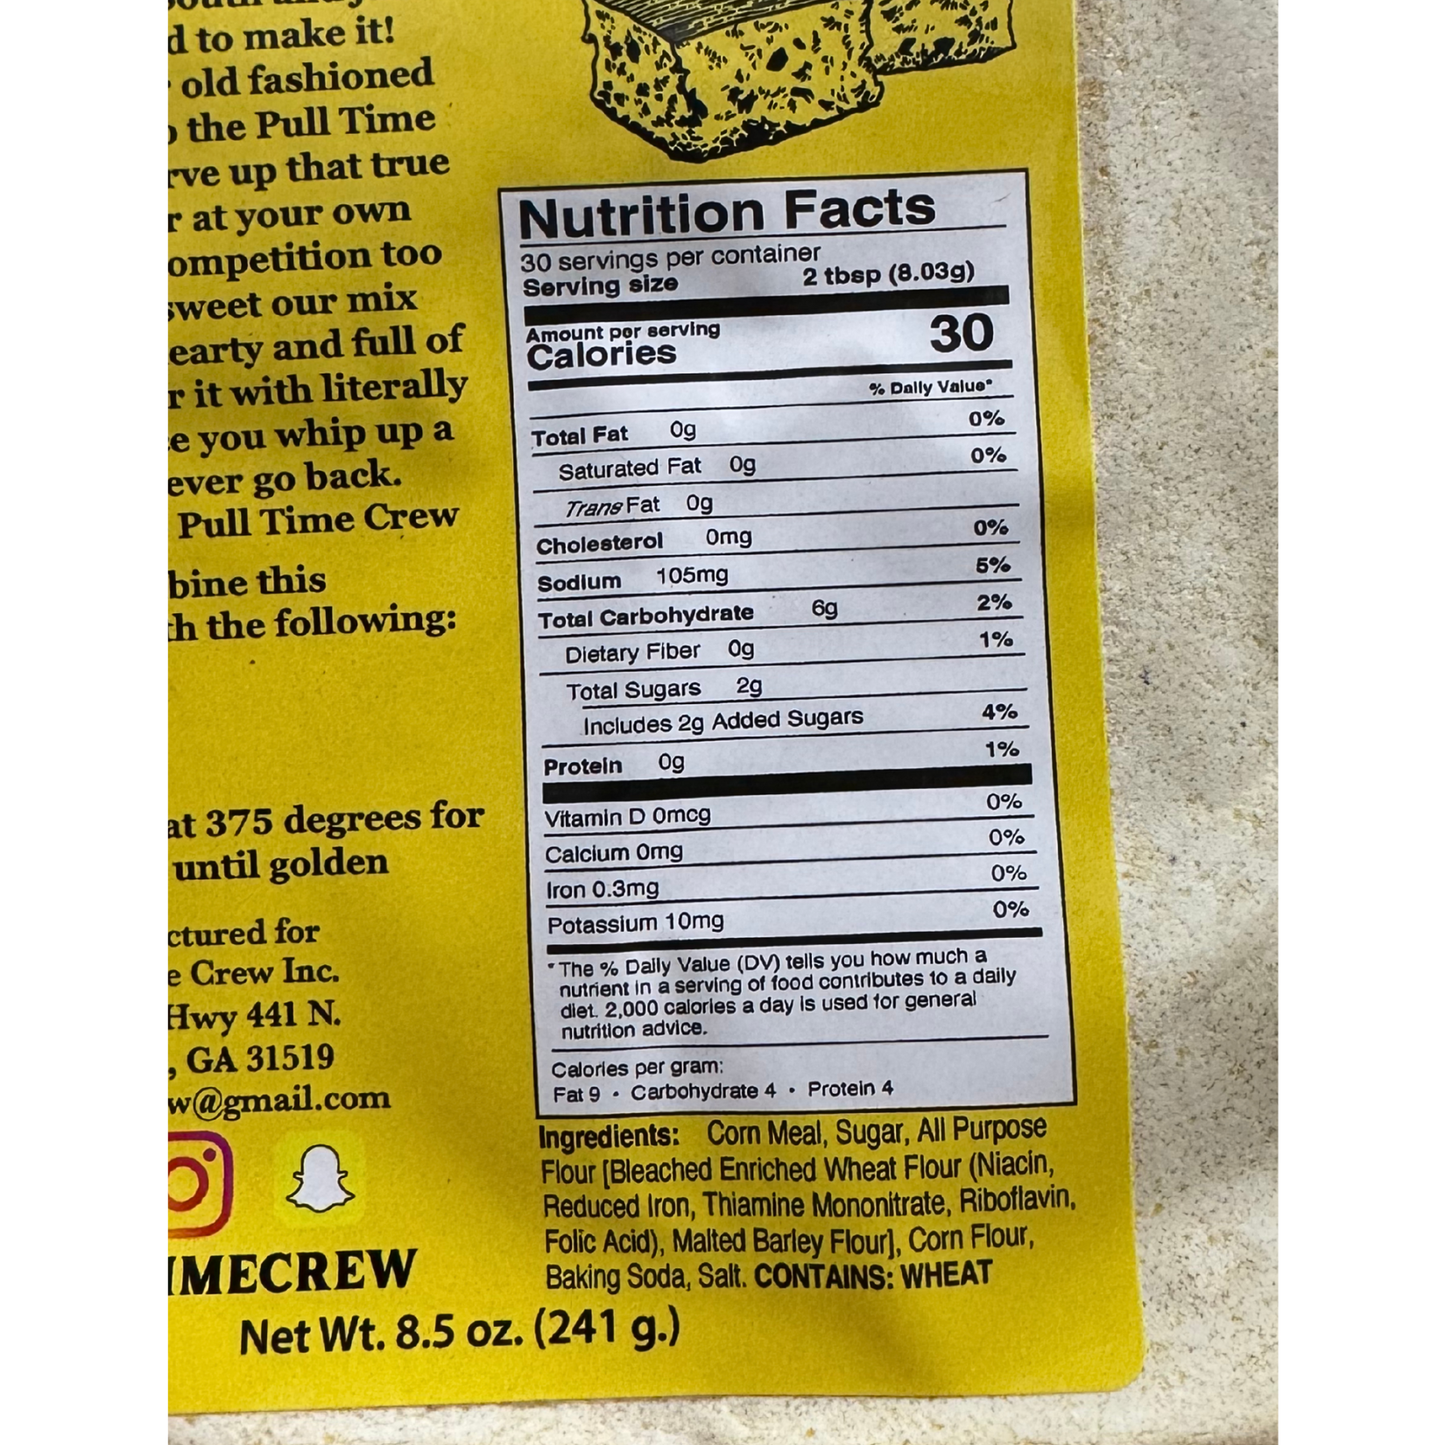 d to make it!
old fashioned
the Pull Time
rve up that true
r at your own
ompetition too
sweet our mix
earty and full of
r it with literally
e you whip up a
ever go back.
Pull Time Crew
bine this
th the following:
at 375 degrees for
until golden
ctured for
e Crew Inc.
Hwy 441 N.
, GA 31519
w@gmail.com
IMECREW
Net Wt. 8.5 oz. (241 g.)
Nutrition Facts
30 servings per container
Serving size 2 tbsp (8.03g)
Amount per serving
Calories 30
% Daily Value*
Total Fat 0g 0%
Saturated Fat 0g 0%
Trans Fat 0g
Cholesterol 0mg 0%
Sodium 105mg 5%
Total Carbohydrate 6g 2%
Dietary Fiber 0g 1%
Total Sugars 2g
Includes 2g Added Sugars 4%
Protein 0g 1%
Vitamin D 0mcg 0%
Calcium 0mg 0%
Iron 0.3mg 0%
Potassium 10mg 0%
*The % Daily Value (DV) tells you how much a
nutrient in a serving of food contributes to a daily
diet. 2,000 calories a day is used for general
nutrition advice.
Calories per gram:
Fat 9 • Carbohydrate 4 • Protein 4
Ingredients: Corn Meal, Sugar, All Purpose
Flour [Bleached Enriched Wheat Flour (Niacin,
Reduced Iron, Thiamine Mononitrate, Riboflavin,
Folic Acid), Malted Barley Flour], Corn Flour,
Baking Soda, Salt. CONTAINS: WHEAT